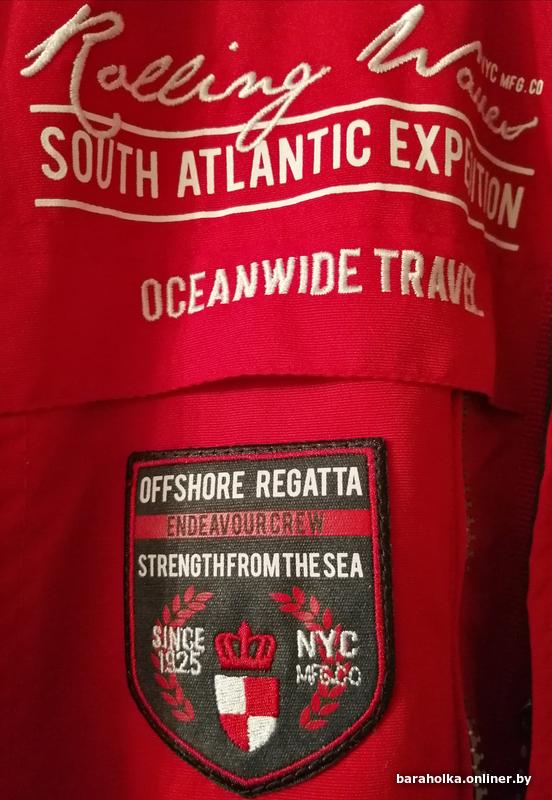 Rolling Waves
NYC MFG.CO
SOUTH ATLANTIC EXPEDITION
OCEANWIDE TRAVEL
OFFSHORE REGATTA
ENDEAVOURCREW
STRENGTHFROMTHESEA
SINCE
1925
NYC
MFG.CO
baraholka.onliner.by